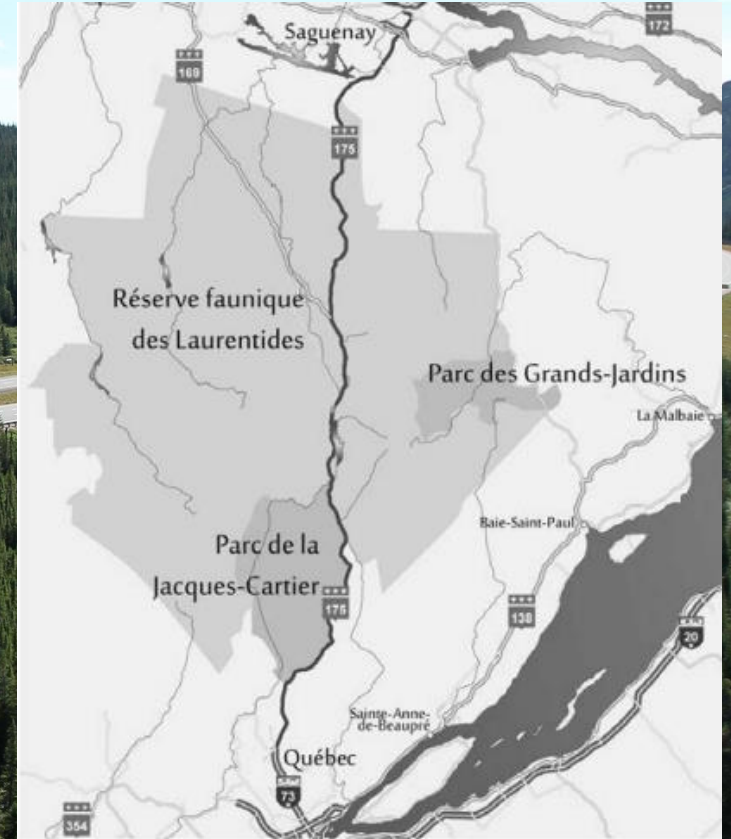 172
Saguenay
169
175
Réserve faunique
des Laurentides
Parc des Grands-Jardins
La Malbaie
Baie-Saint-Paul
Parc de la
Jacques-Cartier
175
138
20
Sainte-Anne-
de-Beaupré
Québec
73
354